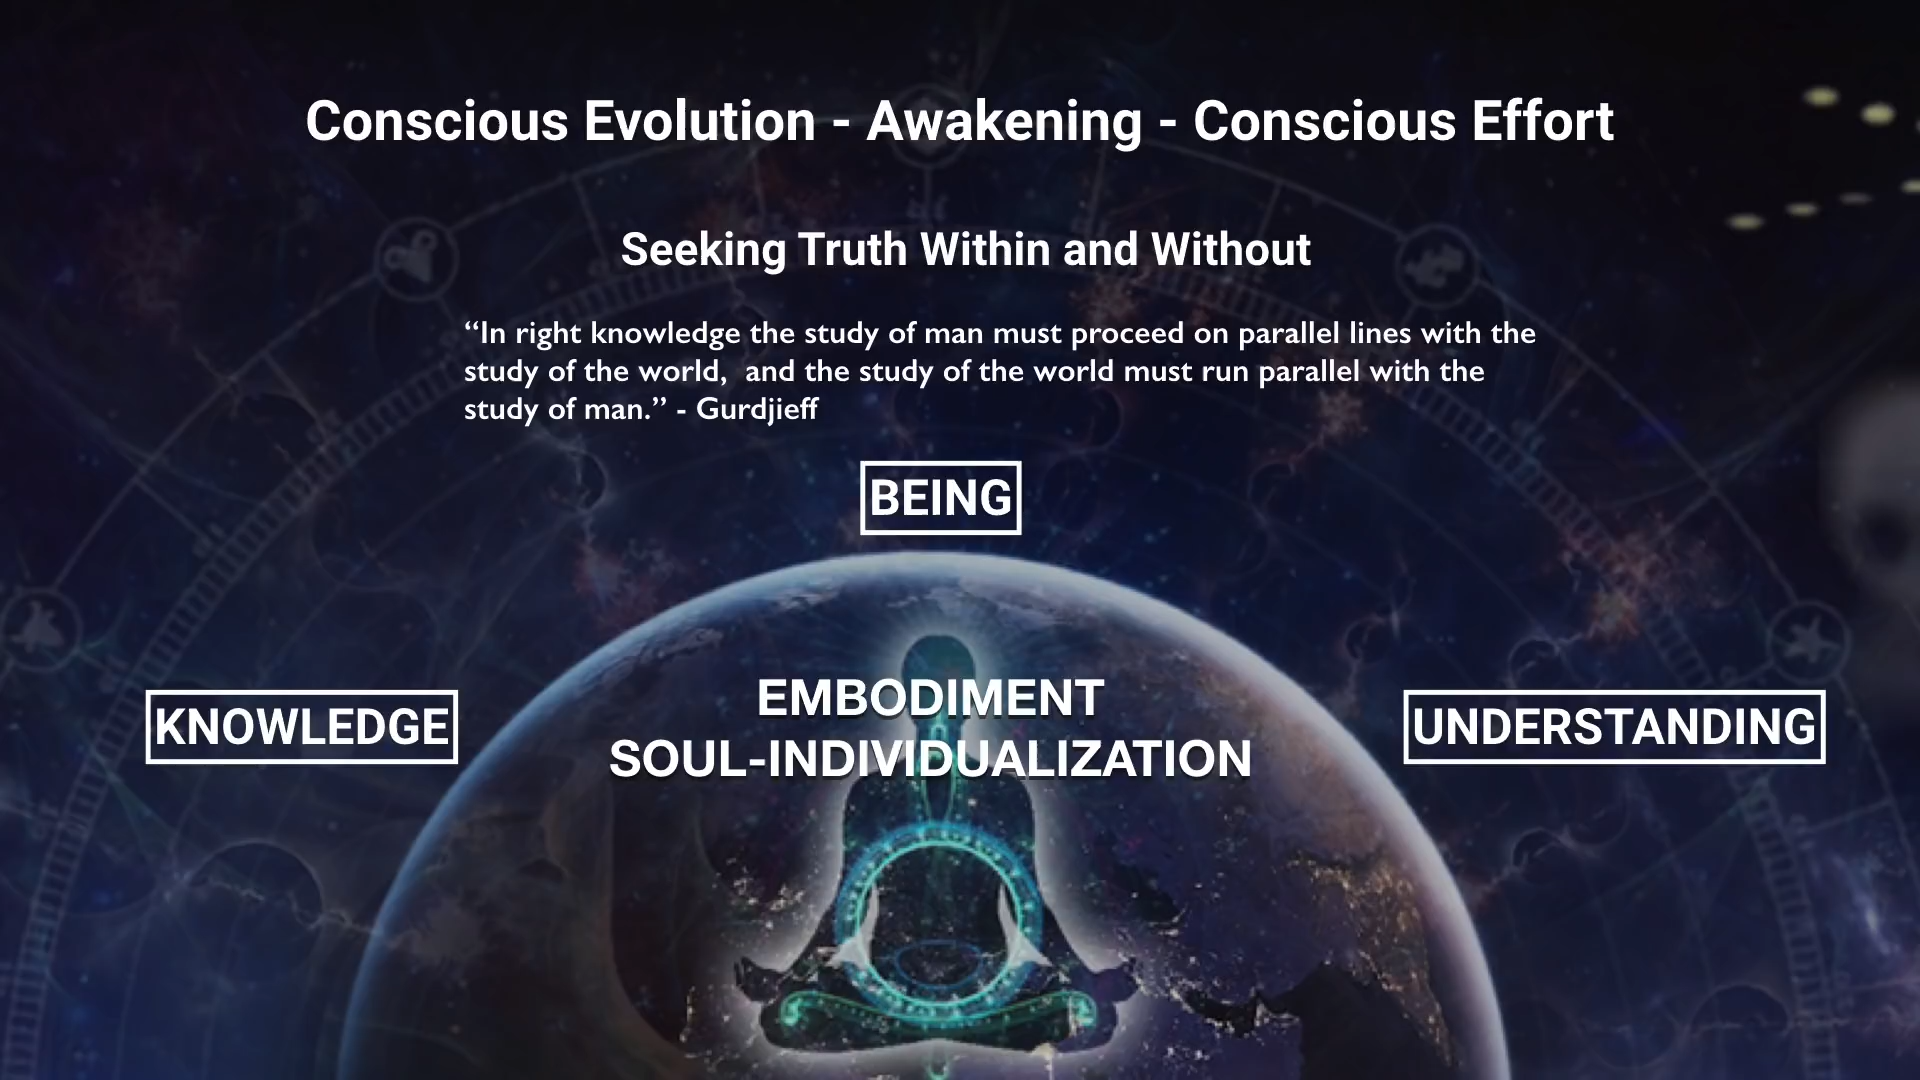 Conscious Evolution - Awakening - Conscious Effort
Seeking Truth Within and Without
“In right knowledge the study of man must proceed on parallel lines with the
study of the world,  and the study of the world must run parallel with the
study of man.” - Gurdjieff
BEING
KNOWLEDGE
EMBODIMENT
SOUL-INDIVIDUALIZATION
UNDERSTANDING